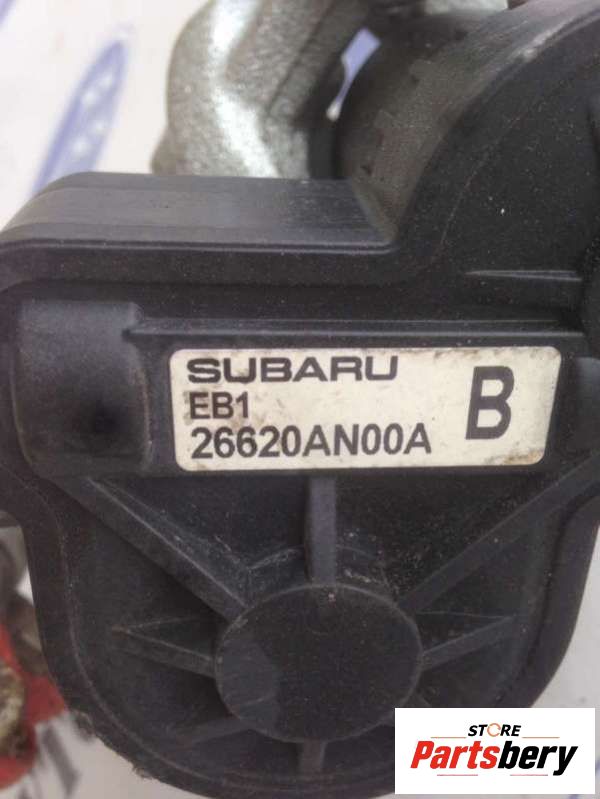 SUBARU
EB1
B
26620AN00A
STORE
Partsbery